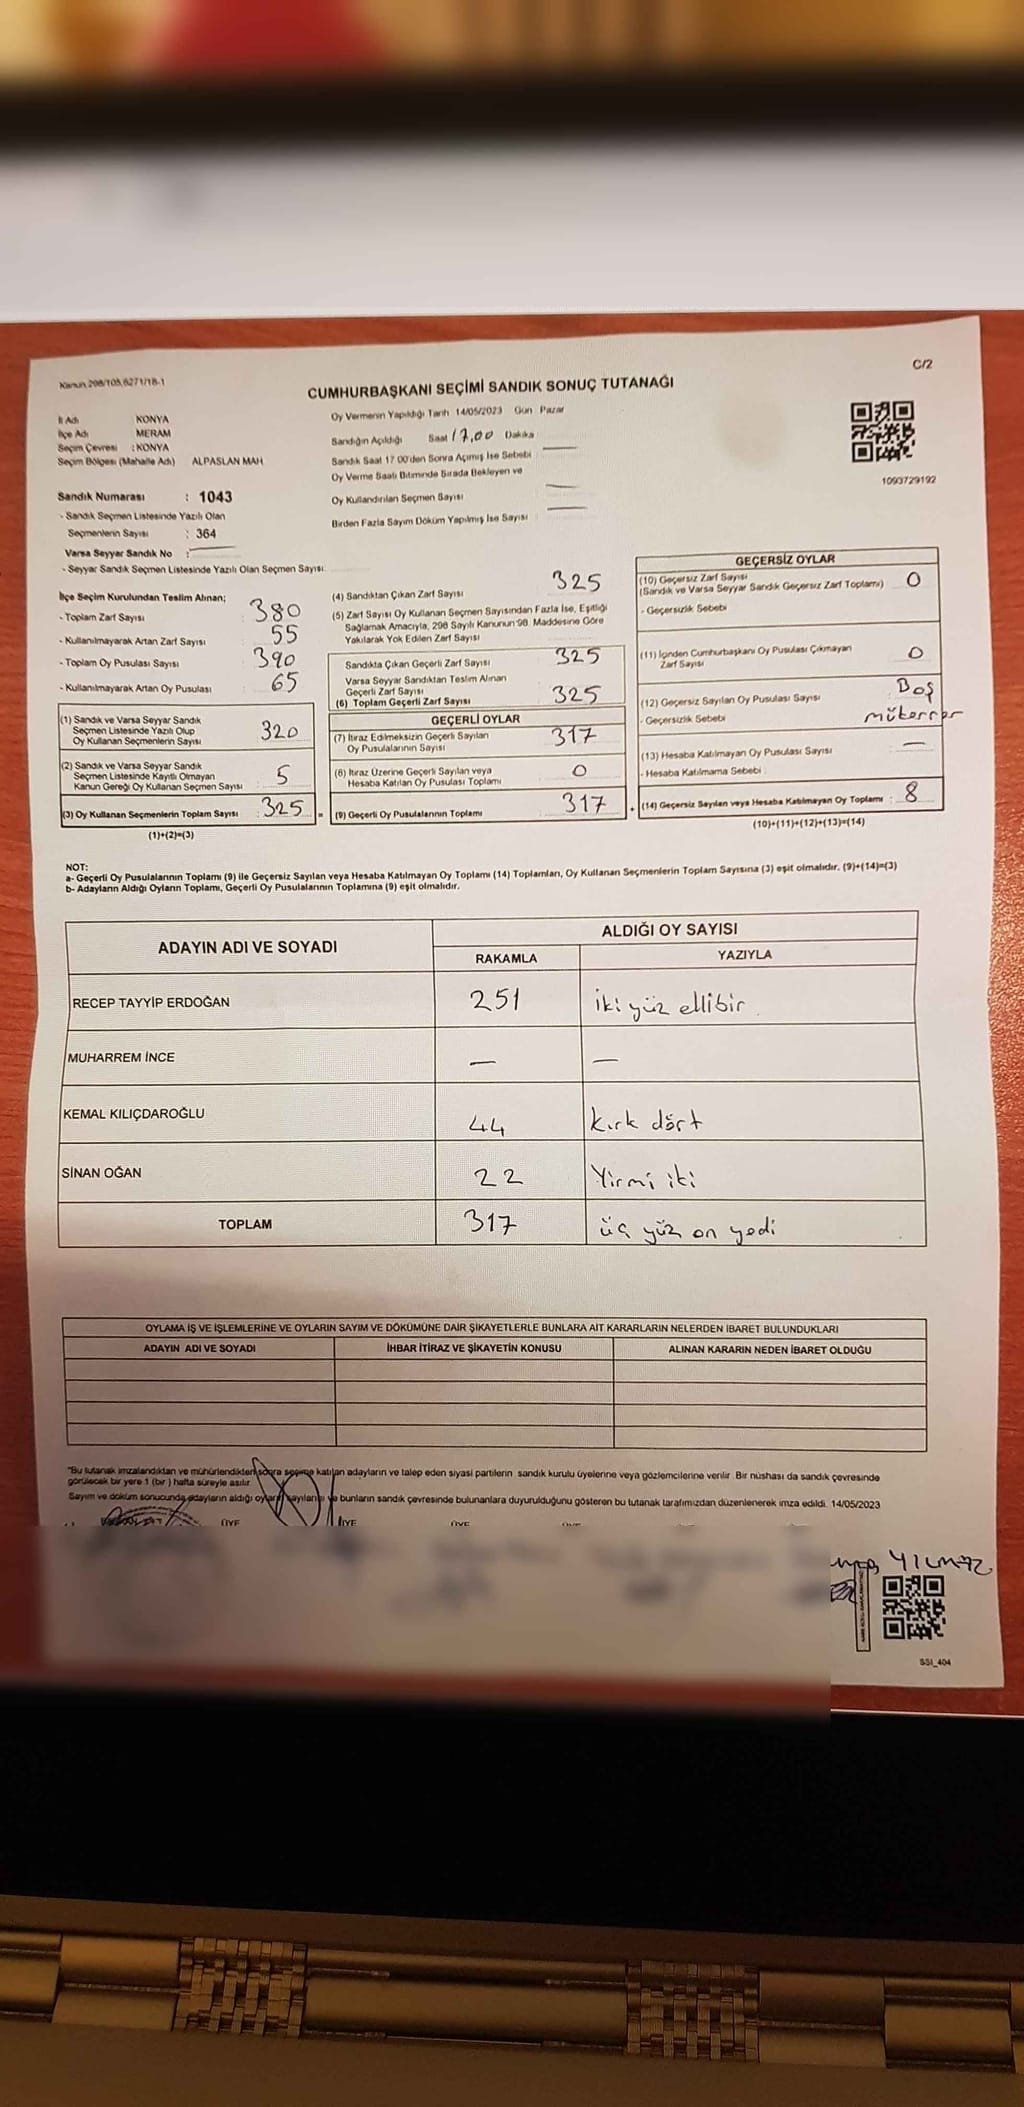 Kanun 298/105,6271/18-1
C/2
CUMHURBAŞKANI SEÇİMİ SANDIK SONUÇ TUTANAĞI
İl Adı KONYA
İlçe Adı MERAM
Seçim Çevresi : KONYA
Seçim Bölgesi (Mahalle Adı) ALPASLAN MAH
Sandık Numarası : 1043
- Sandık Seçmen Listesinde Yazılı Olan
Seçmenlerin Sayısı : 364
Varsa Seyyar Sandık No :
- Seyyar Sandık Seçmen Listesinde Yazılı Olan Seçmen Sayısı:
Oy Vermenin Yapıldığı Tarih 14/05/2023 Gün Pazar
Sandığın Açıldığı Saat 17,00 Dakika
Sandık Saat 17 00'den Sonra Açımış İse Sebebi
Oy Verme Saati Bitiminde Sırada Bekleyen ve
Oy Kullandırılan Seçmen Sayısı
Birden Fazla Sayım Döküm Yapılmış İse Sayısı :
1093729192
İlçe Seçim Kurulundan Teslim Alınan;
- Toplam Zarf Sayısı 380
- Kullanılmayarak Artan Zarf Sayısı 55
- Toplam Oy Pusulası Sayısı 390
- Kullanılmayarak Artan Oy Pusulası 65
(1) Sandık ve Varsa Seyyar Sandık
Seçmen Listesinde Yazılı Olup
Oy Kullanan Seçmenlerin Sayısı 320
(2) Sandık ve Varsa Seyyar Sandık
Seçmen Listesinde Kayıtlı Olmayan
Kanun Gereği Oy Kullanan Seçmen Sayısı 5
(3) Oy Kullanan Seçmenlerin Toplam Sayısı : 325 =
(1)+(2)=(3)
(4) Sandıktan Çıkan Zarf Sayısı 325
(5) Zarf Sayısı Oy Kullanan Seçmen Sayısından Fazla İse, Eşitliği
Sağlamak Amacıyla, 298 Sayılı Kanunun 98. Maddesine Göre
Yakılarak Yok Edilen Zarf Sayısı
Sandıkta Çıkan Geçerli Zarf Sayısı 325
Varsa Seyyar Sandıktan Teslim Alınan
Geçerli Zarf Sayısı
(6) Toplam Geçerli Zarf Sayısı 325
GEÇERLİ OYLAR
(7) İtiraz Edilmeksizin Geçerli Sayılan
Oy Pusulalarının Sayısı 317
(8) İtiraz Üzerine Geçerli Sayılan veya
Hesaba Katılan Oy Pusulası Toplamı 0
(9) Geçerli Oy Pusulalarının Toplamı 317 +
GEÇERSİZ OYLAR
(10) Geçersiz Zarf Sayısı
(Sandık ve Varsa Seyyar Sandık Geçersiz Zarf Toplamı) 0
- Geçersizlik Sebebi
(11) İçinden Cumhurbaşkanı Oy Pusulası Çıkmayan
Zarf Sayısı 0
(12) Geçersiz Sayılan Oy Pusulası Sayısı Boş
- Geçersizlik Sebebi mükerrer
(13) Hesaba Katılmayan Oy Pusulası Sayısı —
- Hesaba Katılmama Sebebi
(14) Geçersiz Sayılan veya Hesaba Katılmayan Oy Toplamı : 8
(10)+(11)+(12)+(13)=(14)
NOT:
a- Geçerli Oy Pusulalarının Toplamı (9) ile Geçersiz Sayılan veya Hesaba Katılmayan Oy Toplamı (14) Toplamları, Oy Kullanan Seçmenlerin Toplam Sayısına (3) eşit olmalıdır. (9)+(14)=(3)
b- Adayların Aldığı Oyların Toplamı, Geçerli Oy Pusulalarının Toplamına (9) eşit olmalıdır.
ADAYIN ADI VE SOYADI
ALDIĞI OY SAYISI
RAKAMLA YAZIYLA
RECEP TAYYİP ERDOĞAN 251 iki yüz ellibir
MUHARREM İNCE — —
KEMAL KILIÇDAROĞLU 44 kırk dört
SİNAN OĞAN 22 Yirmi iki
TOPLAM 317 üç yüz on yedi
OYLAMA İŞ VE İŞLEMLERİNE VE OYLARIN SAYIM VE DÖKÜMÜNE DAİR ŞİKAYETLERLE BUNLARA AİT KARARLARIN NELERDEN İBARET BULUNDUKLARI
ADAYIN ADI VE SOYADI İHBAR İTİRAZ VE ŞİKAYETİN KONUSU ALINAN KARARIN NEDEN İBARET OLDUĞU
"Bu tutanak imzalandıktan ve mühürlendikten sonra seçime katılan adayların ve talep eden siyasi partilerin sandık kurulu üyelerine veya gözlemcilerine verilir Bir nüshası da sandık çevresinde
görülecek bir yere 1 (bir ) hafta süreyle asılır
Sayım ve döküm sonucunda adayların aldığı oyların sayılarını ve bunların sandık çevresinde bulunanlara duyurulduğunu gösteren bu tutanak tarafımızdan düzenlenerek imza edildi. 14/05/2023
ÜYE ÜYE ÜYE
YILMAZ
SSI_404